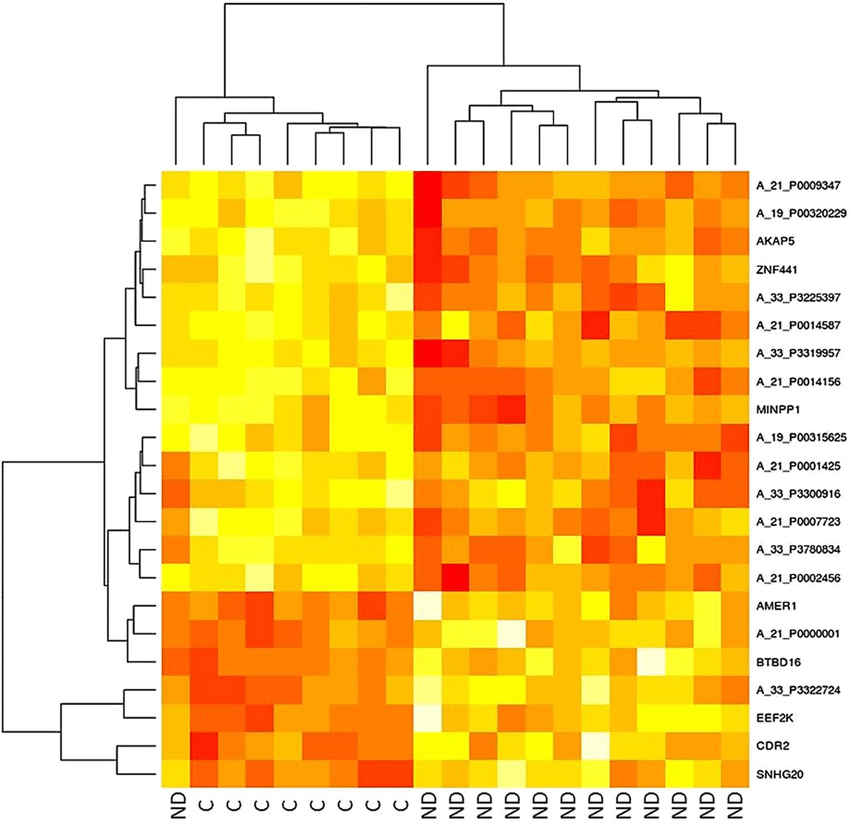 A_21_P0009347
A_19_P00320229
AKAP5
ZNF441
A_33_P3225397
A_21_P0014587
A_33_P3319957
A_21_P0014156
MINPP1
A_19_P00315625
A_21_P0001425
A_33_P3300916
A_21_P0007723
A_33_P3780834
A_21_P0002456
AMER1
A_21_P0000001
BTBD16
A_33_P3322724
EEF2K
CDR2
SNHG20
ND C C C C C C C C ND ND ND ND ND ND ND ND ND ND ND ND